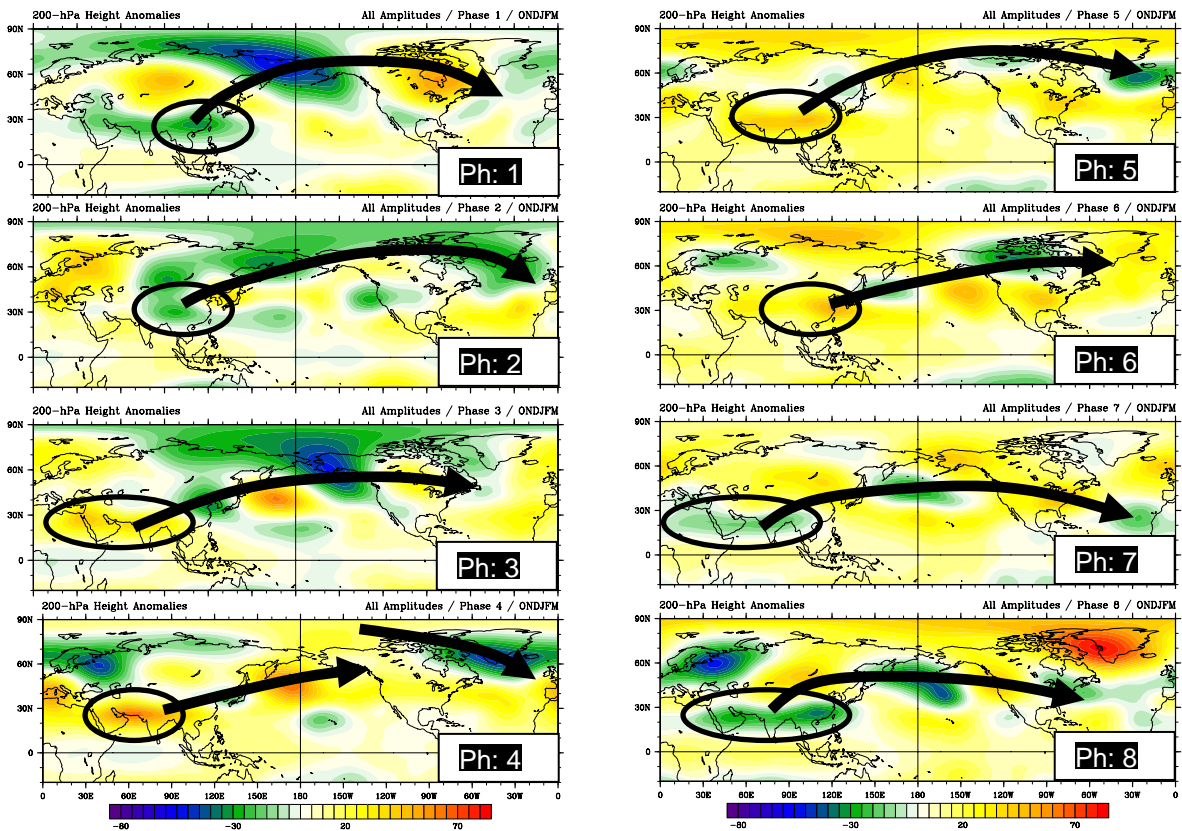 200-hPa Height Anomalies All Amplitudes / Phase 1 / ONDJFM
90N
60N
30N
0
Ph: 1
200-hPa Height Anomalies All Amplitudes / Phase 2 / ONDJFM
90N
60N
30N
0
Ph: 2
200-hPa Height Anomalies All Amplitudes / Phase 3 / ONDJFM
90N
60N
30N
0
Ph: 3
200-hPa Height Anomalies All Amplitudes / Phase 4 / ONDJFM
90N
60N
30N
0
Ph: 4
0 30E 60E 90E 120E 150E 180 150W 120W 90W 60W 30W 0
-80 -30 20 70
200-hPa Height Anomalies All Amplitudes / Phase 5 / ONDJFM
90N
60N
30N
0
Ph: 5
200-hPa Height Anomalies All Amplitudes / Phase 6 / ONDJFM
90N
60N
30N
0
Ph: 6
200-hPa Height Anomalies All Amplitudes / Phase 7 / ONDJFM
90N
60N
30N
0
Ph: 7
200-hPa Height Anomalies All Amplitudes / Phase 8 / ONDJFM
90N
60N
30N
0
Ph: 8
0 30E 60E 90E 120E 150E 180 150W 120W 90W 60W 30W 0
-80 -30 20 70